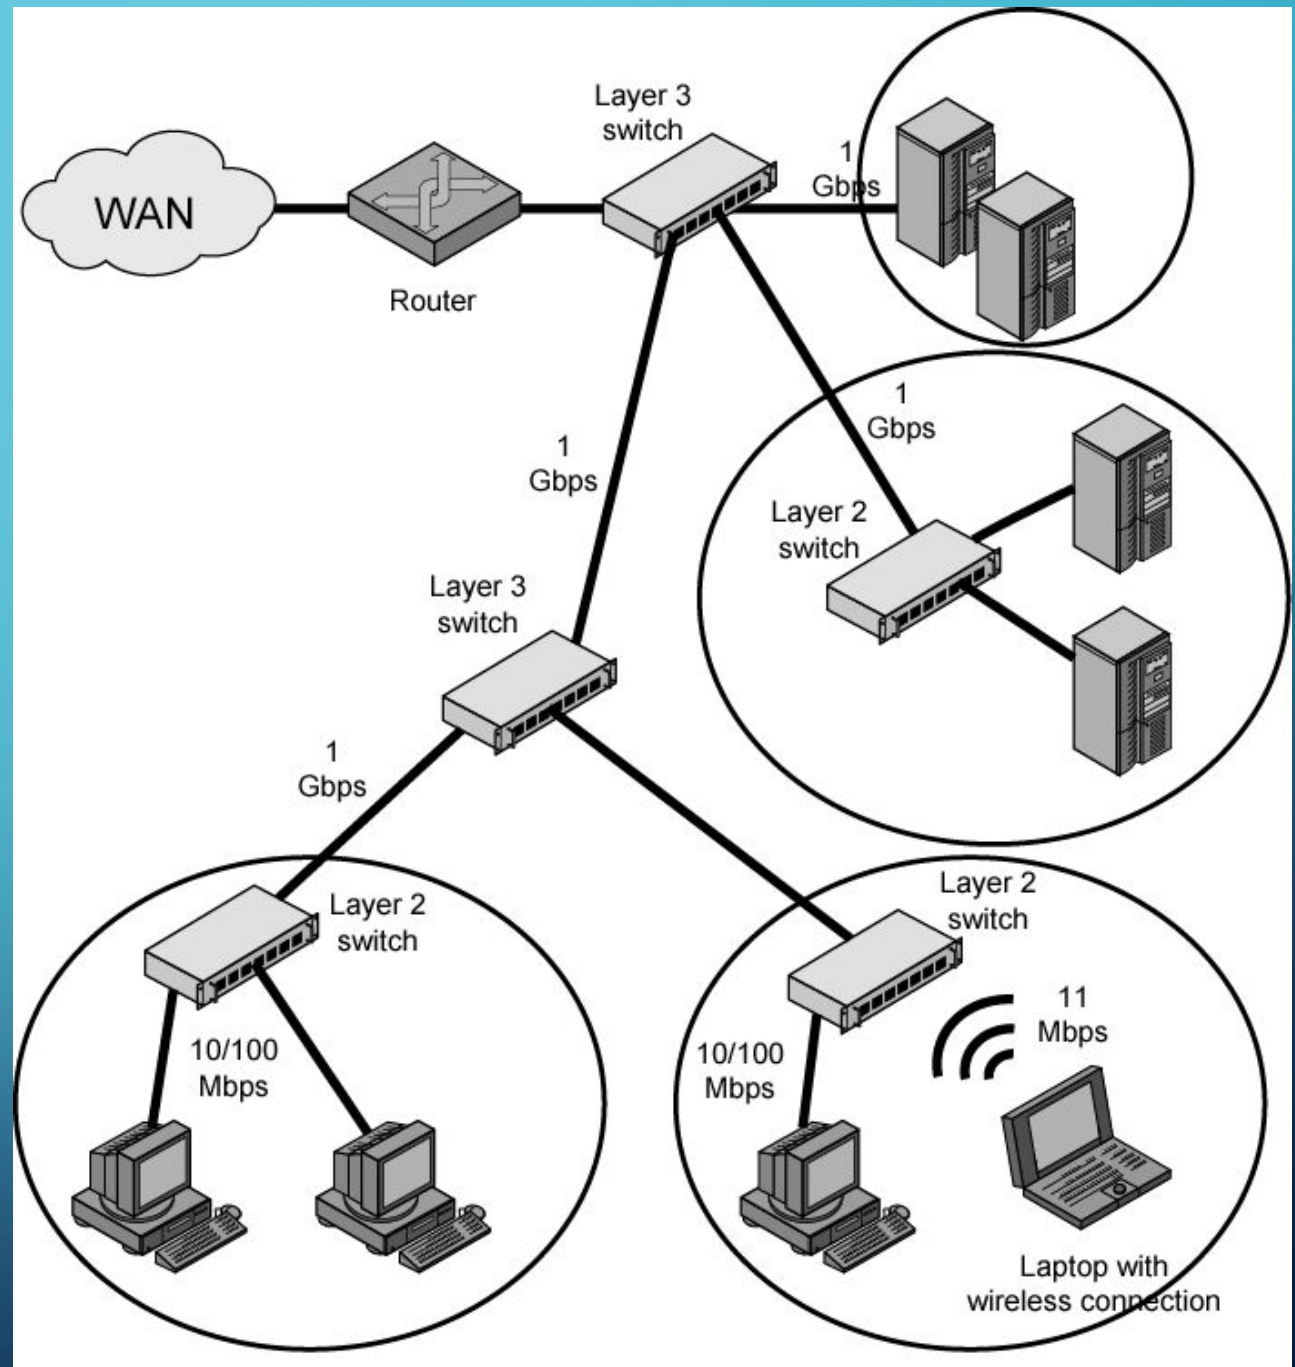 Layer 3
switch
1
Gbps
WAN
Router
1
Gbps
1
Gbps
Layer 2
switch
Layer 3
switch
1
Gbps
Layer 2
switch
Layer 2
switch
10/100
Mbps
10/100
Mbps
11
Mbps
Laptop with
wireless connection